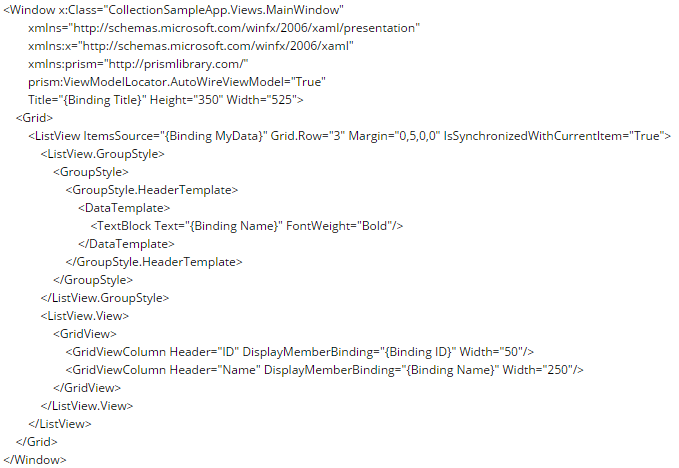 <Window x:Class="CollectionSampleApp.Views.MainWindow"
xmlns="http://schemas.microsoft.com/winfx/2006/xaml/presentation"
xmlns:x="http://schemas.microsoft.com/winfx/2006/xaml"
xmlns:prism="http://prismlibrary.com/"
prism:ViewModelLocator.AutoWireViewModel="True"
Title="{Binding Title}" Height="350" Width="525">
<Grid>
<ListView ItemsSource="{Binding MyData}" Grid.Row="3" Margin="0,5,0,0" IsSynchronizedWithCurrentItem="True">
<ListView.GroupStyle>
<GroupStyle>
<GroupStyle.HeaderTemplate>
<DataTemplate>
<TextBlock Text="{Binding Name}" FontWeight="Bold"/>
</DataTemplate>
</GroupStyle.HeaderTemplate>
</GroupStyle>
</ListView.GroupStyle>
<ListView.View>
<GridView>
<GridViewColumn Header="ID" DisplayMemberBinding="{Binding ID}" Width="50"/>
<GridViewColumn Header="Name" DisplayMemberBinding="{Binding Name}" Width="250"/>
</GridView>
</ListView.View>
</ListView>
</Grid>
</Window>